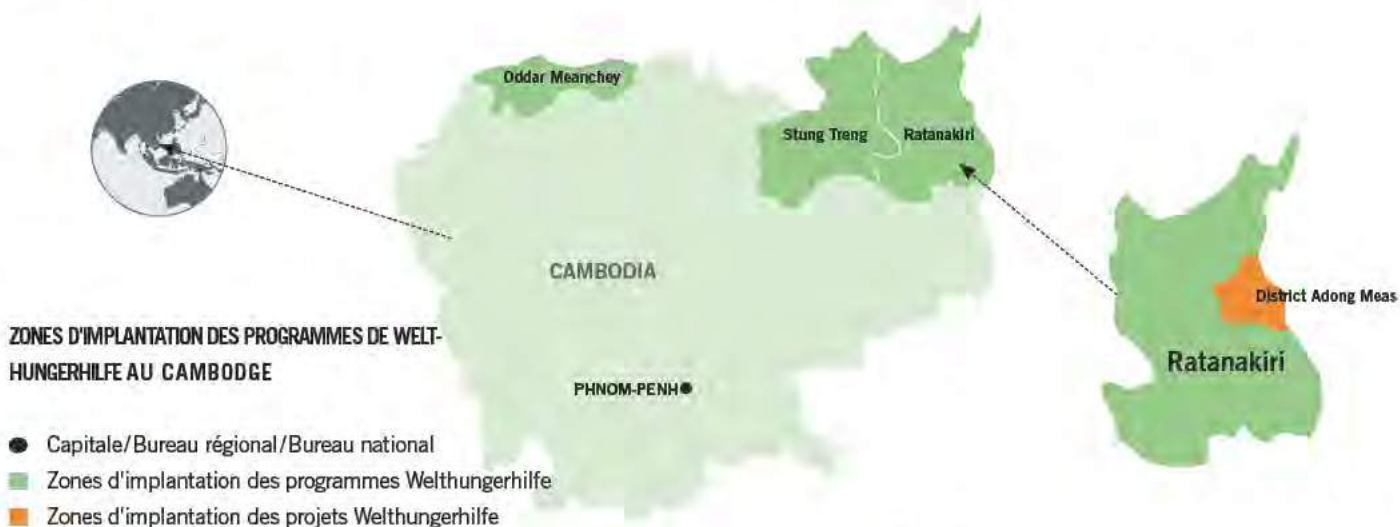 Oddar Meanchey
Stung Treng
Ratanakiri
CAMBODIA
District Adong Meas
Ratanakiri
PHNOM-PENH
ZONES D'IMPLANTATION DES PROGRAMMES DE WELT-
HUNGERHILFE AU CAMBODGE
Capitale/Bureau régional/Bureau national
Zones d'implantation des programmes Welthungerhilfe
Zones d'implantation des projets Welthungerhilfe